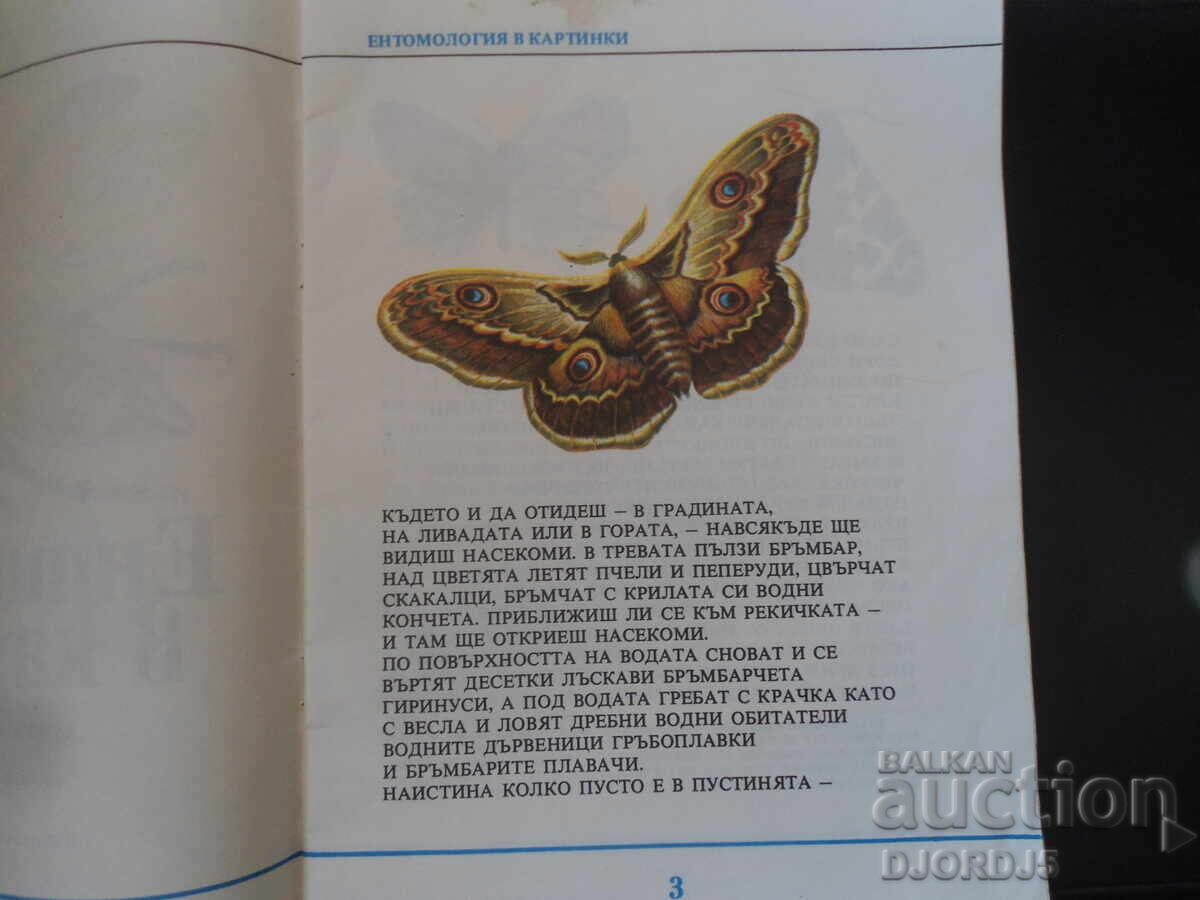 ЕНТОМОЛОГИЯ В КАРТИНКИ
КЪДЕТО И ДА ОТИДЕШ – В ГРАДИНАТА,
НА ЛИВАДАТА ИЛИ В ГОРАТА, – НАВСЯКЪДЕ ЩЕ
ВИДИШ НАСЕКОМИ. В ТРЕВАТА ПЪЛЗИ БРЪМБАР,
НАД ЦВЕТЯТА ЛЕТЯТ ПЧЕЛИ И ПЕПЕРУДИ, ЦВЪРЧАТ
СКАКАЛЦИ, БРЪМЧАТ С КРИЛАТА СИ ВОДНИ
КОНЧЕТА. ПРИБЛИЖИШ ЛИ СЕ КЪМ РЕКИЧКАТА –
И ТАМ ЩЕ ОТКРИЕШ НАСЕКОМИ.
ПО ПОВЪРХНОСТТА НА ВОДАТА СНОВАТ И СЕ
ВЪРТЯТ ДЕСЕТКИ ЛЪСКАВИ БРЪМБАРЧЕТА
ГИРИНУСИ, А ПОД ВОДАТА ГРЕБАТ С КРАЧКА КАТО
С ВЕСЛА И ЛОВЯТ ДРЕБНИ ВОДНИ ОБИТАТЕЛИ
ВОДНИТЕ ДЪРВЕНИЦИ ГРЪБОПЛАВКИ
И БРЪМБАРИТЕ ПЛАВАЧИ.
НАИСТИНА КОЛКО ПУСТО Е В ПУСТИНЯТА –
3
BALKAN
auction
DJORDJ5